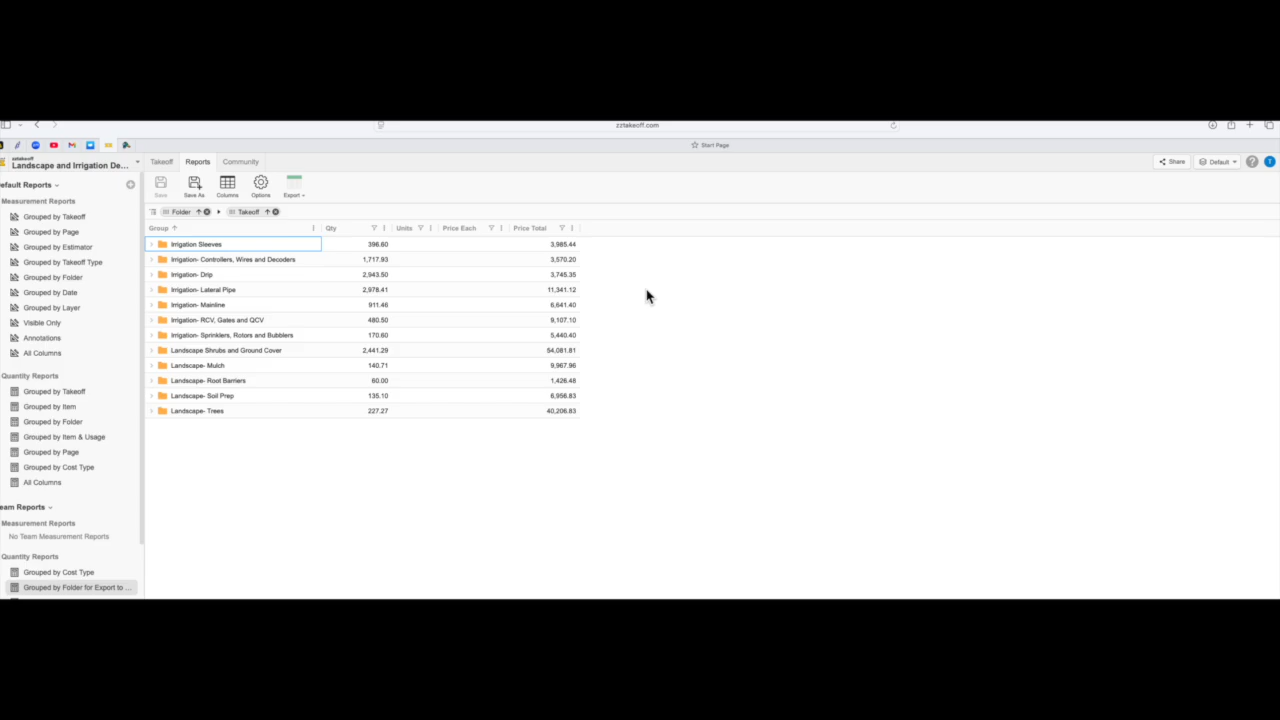 zztakeoff.com
Start Page
zztakeoff
Landscape and Irrigation De...
Takeoff Reports Community
Share Default ? T
efault Reports
Save Save As Columns Options Export
Measurement Reports
Grouped by Takeoff
Grouped by Page
Grouped by Estimator
Grouped by Takeoff Type
Grouped by Folder
Grouped by Date
Grouped by Layer
Visible Only
Annotations
All Columns
Quantity Reports
Grouped by Takeoff
Grouped by Item
Grouped by Folder
Grouped by Item & Usage
Grouped by Page
Grouped by Cost Type
All Columns
eam Reports
Measurement Reports
No Team Measurement Reports
Quantity Reports
Grouped by Cost Type
Grouped by Folder for Export to ...
Folder Takeoff
Group Qty Units Price Each Price Total
Irrigation Sleeves 396.60 3,985.44
Irrigation- Controllers, Wires and Decoders 1,717.93 3,570.20
Irrigation- Drip 2,943.50 3,745.35
Irrigation- Lateral Pipe 2,978.41 11,341.12
Irrigation- Mainline 911.46 6,641.40
Irrigation- RCV, Gates and QCV 480.50 9,107.10
Irrigation- Sprinklers, Rotors and Bubblers 170.60 5,440.40
Landscape Shrubs and Ground Cover 2,441.29 54,081.81
Landscape- Mulch 140.71 9,967.96
Landscape- Root Barriers 60.00 1,426.48
Landscape- Soil Prep 135.10 6,956.83
Landscape- Trees 227.27 40,206.83